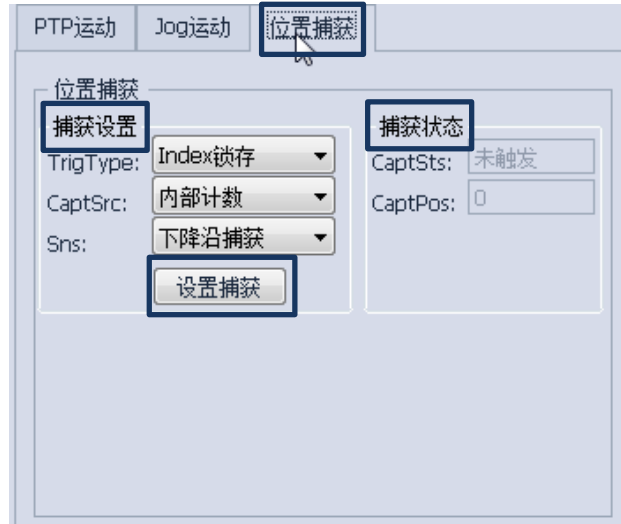 PTP运动 Jog运动 位置捕获
位置捕获
捕获设置
TrigType: Index锁存
CaptSrc: 内部计数
Sns: 下降沿捕获
设置捕获
捕获状态
CaptSts: 未触发
CaptPos: 0